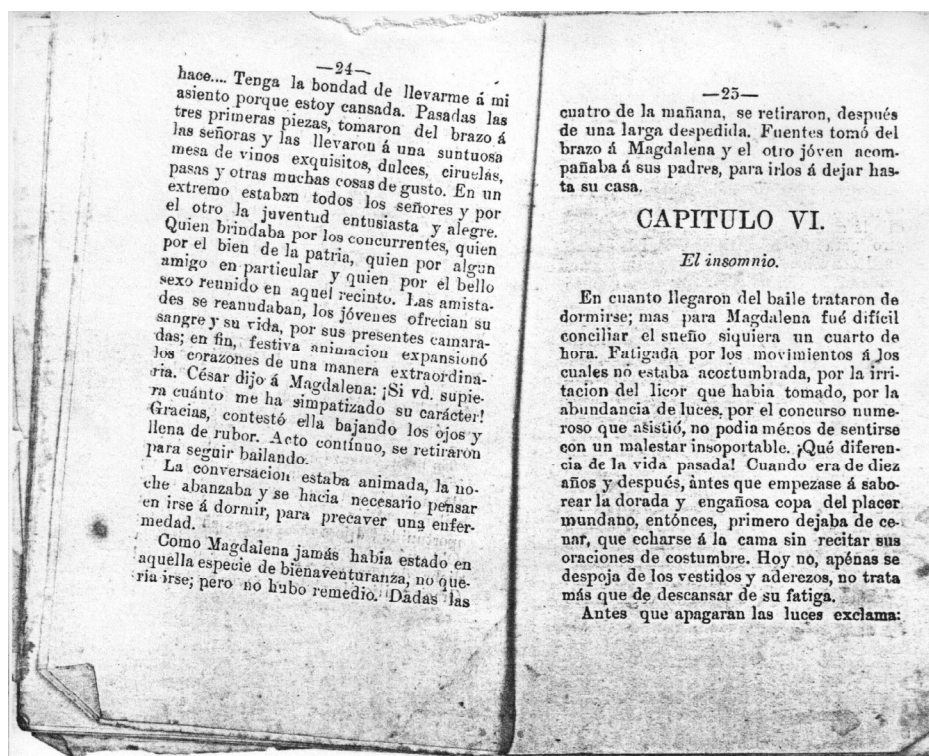 —24—
hace.... Tenga la bondad de llevarme á mi
asiento porque estoy cansada. Pasadas las
tres primeras piezas, tomaron del brazo á
las señoras y las llevaron á una suntuosa
mesa de vinos exquisitos, dulces, ciruelas,
pasas y otras muchas cosas de gusto. En un
extremo estaban todos los señores y por
el otro la juventud entusiasta y alegre.
Quien brindaba por los concurrentes, quien
por el bien de la patria, quien por algun
amigo en particular y quien por el bello
sexo reunido en aquel recinto. Las amista-
des se reanudaban, los jóvenes ofrecian su
sangre y su vida, por sus presentes camara-
das; en fin, festiva animacion expansionó
los corazones de una manera extraordina-
ria. César dijo á Magdalena: ¡Si vd. supie-
ra cuánto me ha simpatizado su carácter!
Gracias, contestó ella bajando los ojos y
llena de rubor. Acto contínuo, se retiraron
para seguir bailando.
La conversacion estaba animada, la no-
che abanzaba y se hacia necesario pensar
en irse á dormir, para precaver una enfer-
medad.
Como Magdalena jamás habia estado en
aquella especie de bienaventuranza, no que-
ria irse; pero no hubo remedio. Dadas las
—25—
cuatro de la mañana, se retiraron, después
de una larga despedida. Fuentes tomó del
brazo á Magdalena y el otro jóven acom-
pañaba á sus padres, para irlos á dejar has-
ta su casa.
CAPITULO VI.
El insomnio.
En cuanto llegaron del baile trataron de
dormirse; mas para Magdalena fué difícil
conciliar el sueño siquiera un cuarto de
hora. Fatigada por los movimientos á los
cuales no estaba acostumbrada, por la irri-
tacion del licor que habia tomado, por la
abundancia de luces, por el concurso nume-
roso que asistió, no podia ménos de sentirse
con un malestar insoportable. ¡Qué diferen-
cia de la vida pasada! Cuando era de diez
años y después, ántes que empezase á sabo-
rear la dorada y engañosa copa del placer
mundano, entónces, primero dejaba de ce-
nar, que echarse á la cama sin recitar sus
oraciones de costumbre. Hoy no, apénas se
despoja de los vestidos y aderezos, no trata
más que de descansar de su fatiga.
Antes que apagaran las luces exclama: